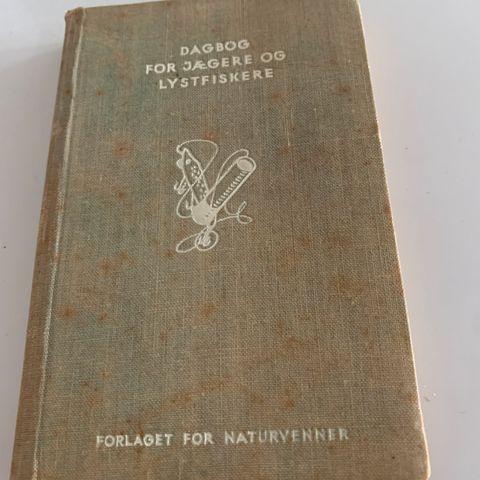 DAGBOG
FOR JÆGERE OG
LYSTFISKERE
FORLAGET FOR NATURVENNER